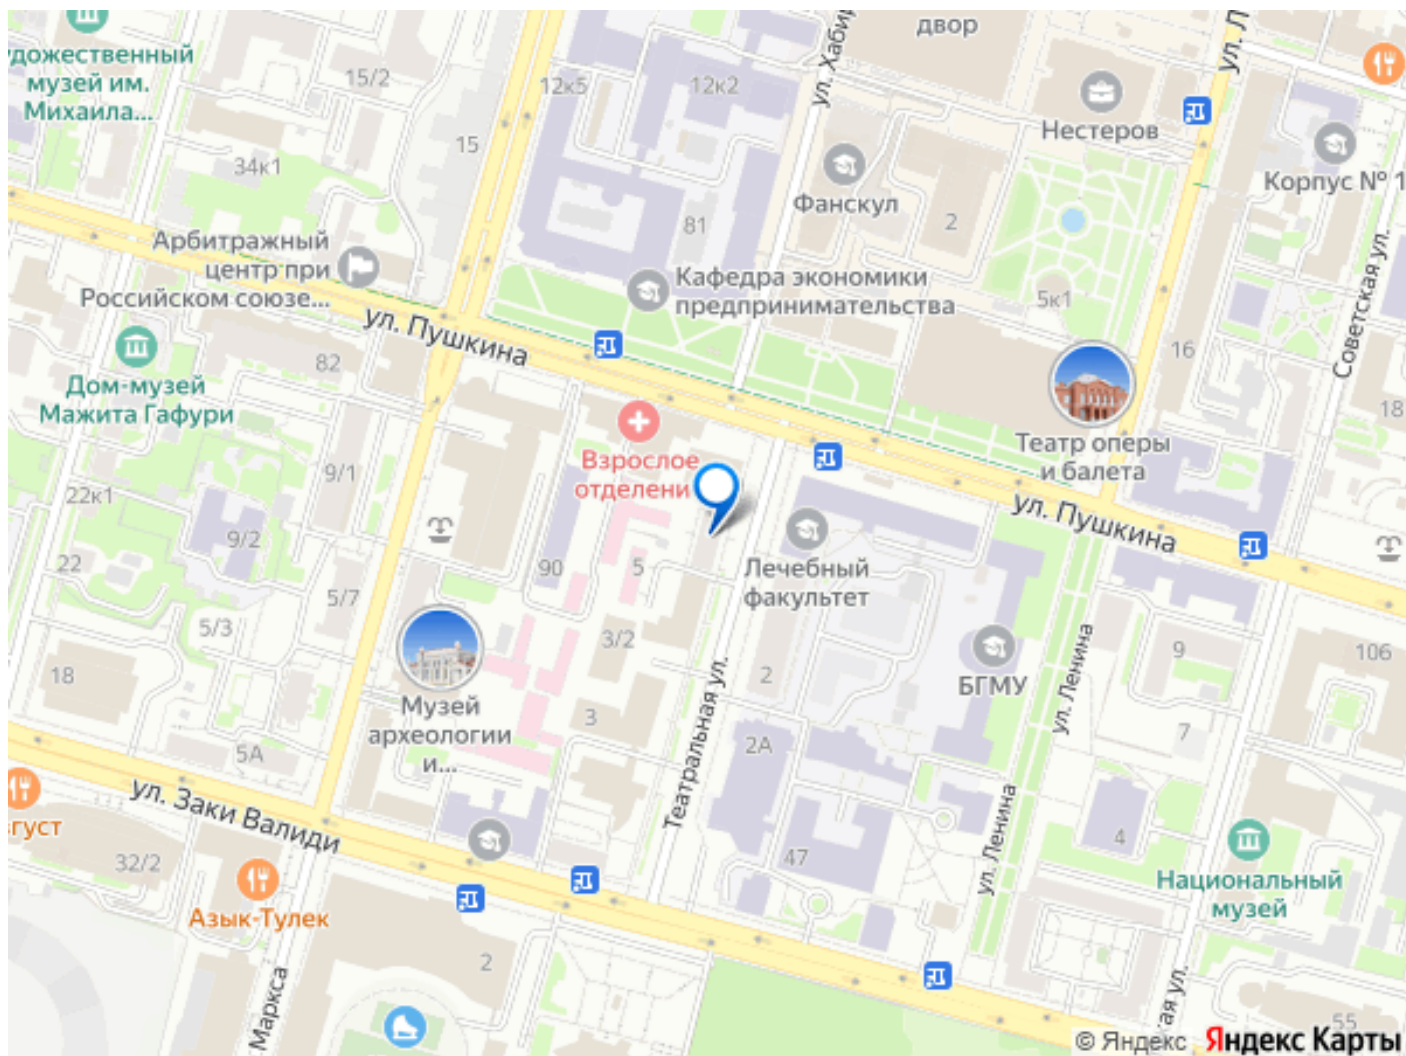 двор
удожественный
музей им.
Михаила...
15/2
12к5
12к2
ул. Хабир
ул. Л
Нестеров
15
34к1
Фанскул
Корпус № 1
2
81
Арбитражный
центр при
Российском союзе...
Кафедра экономики
предпринимательства
5к1
Советская ул.
ул. Пушкина
82
16
Дом-музей
Мажита Гафури
18
Взрослое
отделени
Театр оперы
и балета
9/1
22к1
ул. Пушкина
9/2
22
90
5
Лечебный
факультет
5/7
5/3
3/2
ул. Ленина
9
106
18
2
БГМУ
Театральная ул.
Музей
археологии
и...
3
7
5А
2А
ул. Заки Валиди
вгуст
32/2
47
ул. Ленина
4
Азык-Тулек
Национальный
музей
2
Маркса
ая ул.
55
© Яндекс Яндекс Карты